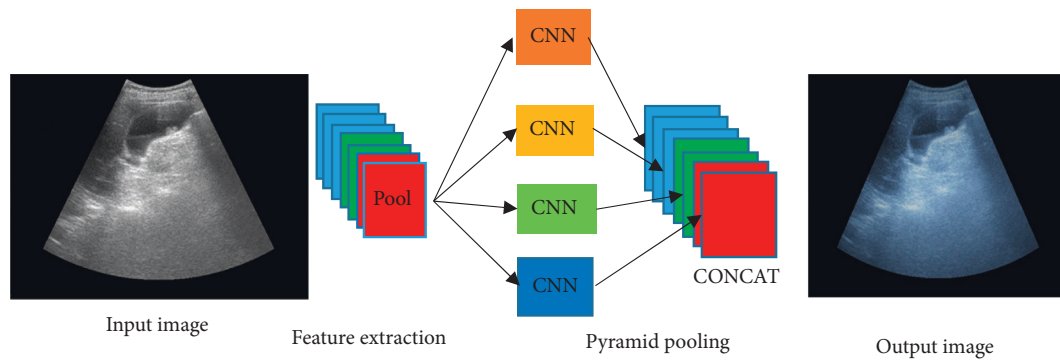 CNN
CNN
Pool
CNN
CNN
CONCAT
Input image
Feature extraction
Pyramid pooling
Output image